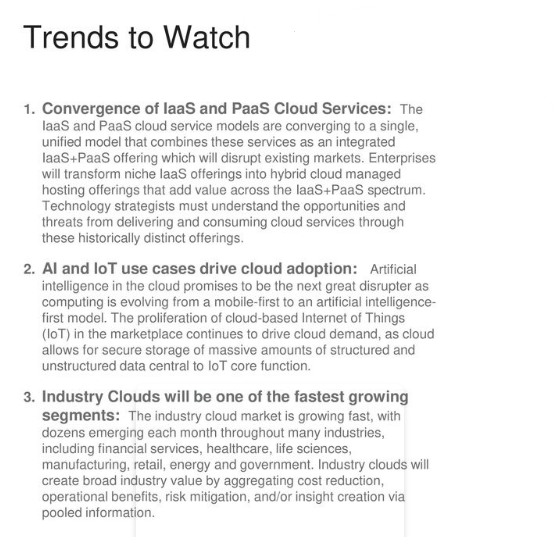 Trends to Watch
1. Convergence of IaaS and PaaS Cloud Services: The
IaaS and PaaS cloud service models are converging to a single,
unified model that combines these services as an integrated
IaaS+PaaS offering which will disrupt existing markets. Enterprises
will transform niche IaaS offerings into hybrid cloud managed
hosting offerings that add value across the IaaS+PaaS spectrum.
Technology strategists must understand the opportunities and
threats from delivering and consuming cloud services through
these historically distinct offerings.
2. AI and IoT use cases drive cloud adoption: Artificial
intelligence in the cloud promises to be the next great disrupter as
computing is evolving from a mobile-first to an artificial intelligence-
first model. The proliferation of cloud-based Internet of Things
(IoT) in the marketplace continues to drive cloud demand, as cloud
allows for secure storage of massive amounts of structured and
unstructured data central to IoT core function.
3. Industry Clouds will be one of the fastest growing
segments: The industry cloud market is growing fast, with
dozens emerging each month throughout many industries,
including financial services, healthcare, life sciences,
manufacturing, retail, energy and government. Industry clouds will
create broad industry value by aggregating cost reduction,
operational benefits, risk mitigation, and/or insight creation via
pooled information.